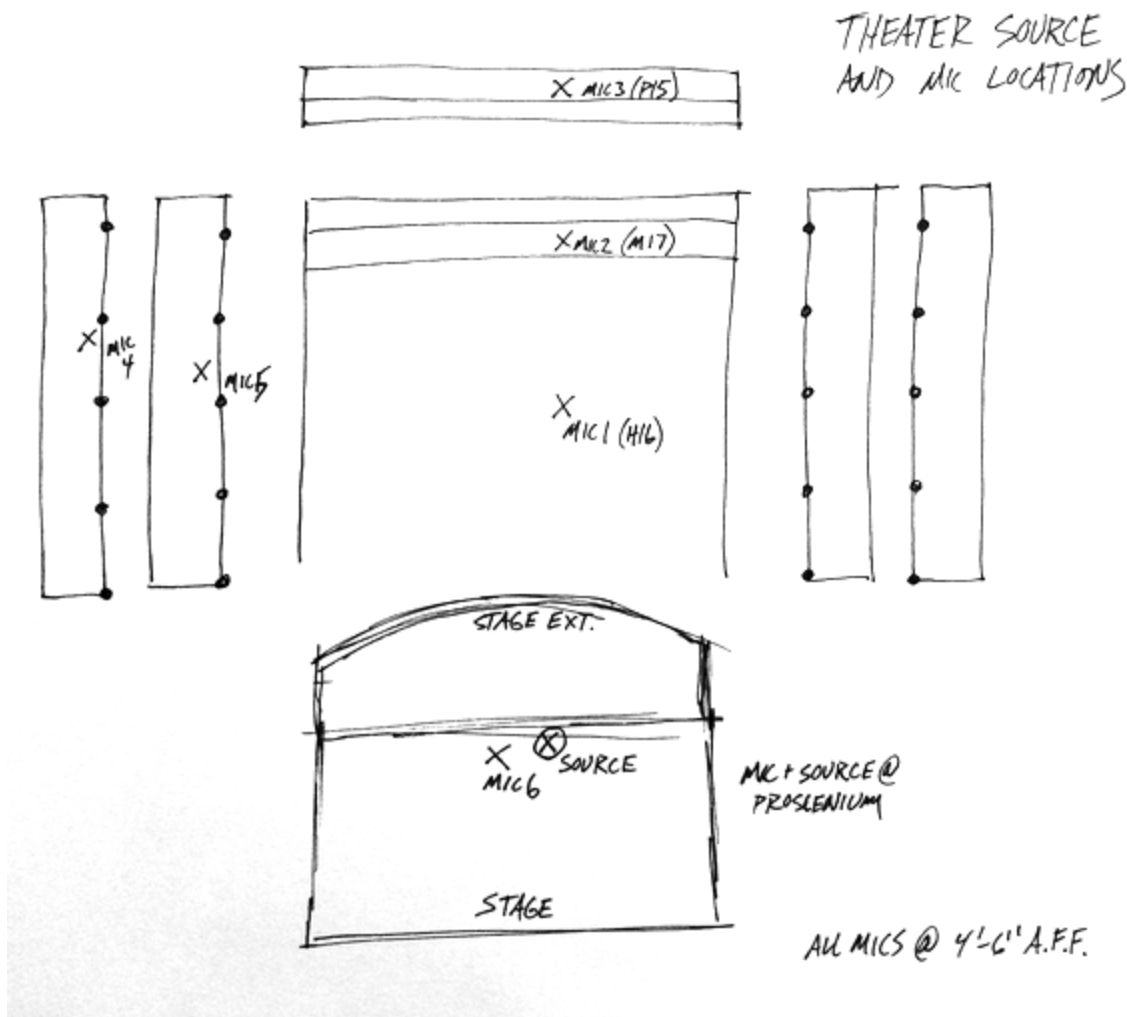 THEATER SOURCE
AND MIC LOCATIONS
X MIC3 (P15)
X MIC2 (M17)
X MIC
4
X MIC5
X
MIC1 (H16)
STAGE EXT.
X
MIC6
X SOURCE
MIC + SOURCE @
PROSCENIUM
STAGE
ALL MICS @ 4'-6" A.F.F.